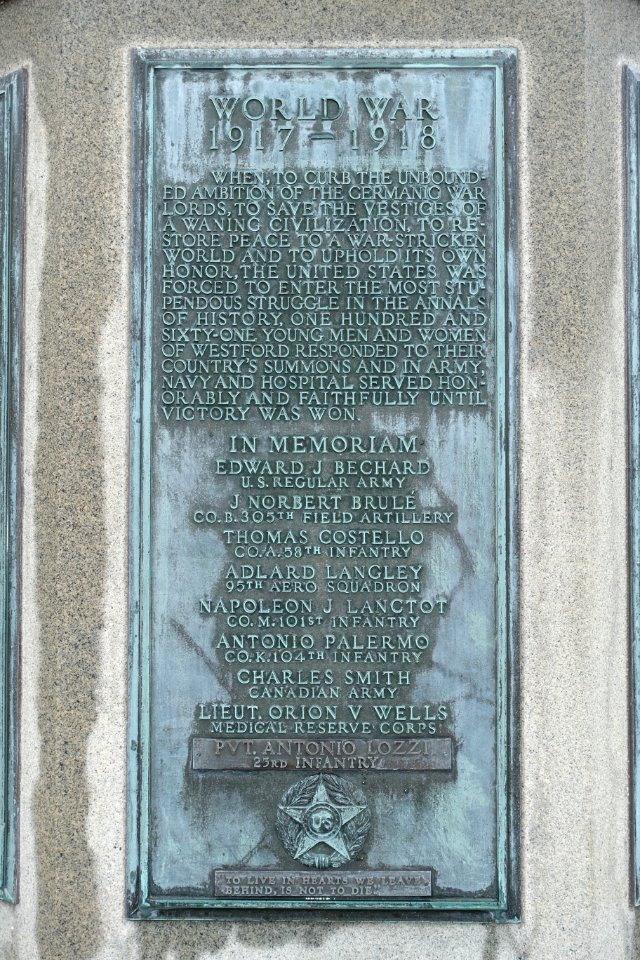 WORLD WAR
1917 – 1918
WHEN, TO CURB THE UNBOUND-
ED AMBITION OF THE GERMANIC WAR
LORDS, TO SAVE THE VESTIGES OF
A WANING CIVILIZATION, TO RE-
STORE PEACE TO A WAR-STRICKEN
WORLD AND TO UPHOLD ITS OWN
HONOR, THE UNITED STATES WAS
FORCED TO ENTER THE MOST STU-
PENDOUS STRUGGLE IN THE ANNALS
OF HISTORY, ONE HUNDRED AND
SIXTY-ONE YOUNG MEN AND WOMEN
OF WESTFORD RESPONDED TO THEIR
COUNTRY'S SUMMONS AND IN ARMY,
NAVY AND HOSPITAL SERVED HON-
ORABLY AND FAITHFULLY UNTIL
VICTORY WAS WON.
IN MEMORIAM
EDWARD J BECHARD
U.S. REGULAR ARMY
J NORBERT BRULÉ
CO. B. 305TH FIELD ARTILLERY
THOMAS COSTELLO
CO. A. 58TH INFANTRY
ADLARD LANGLEY
95TH AERO SQUADRON
NAPOLEON J LANCTOT
CO. M. 101ST INFANTRY
ANTONIO PALERMO
CO. K. 104TH INFANTRY
CHARLES SMITH
CANADIAN ARMY
LIEUT. ORION V WELLS
MEDICAL RESERVE CORPS
PVT. ANTONIO LOZZI
23RD INFANTRY
US
"TO LIVE IN HEARTS WE LEAVE
BEHIND, IS NOT TO DIE"